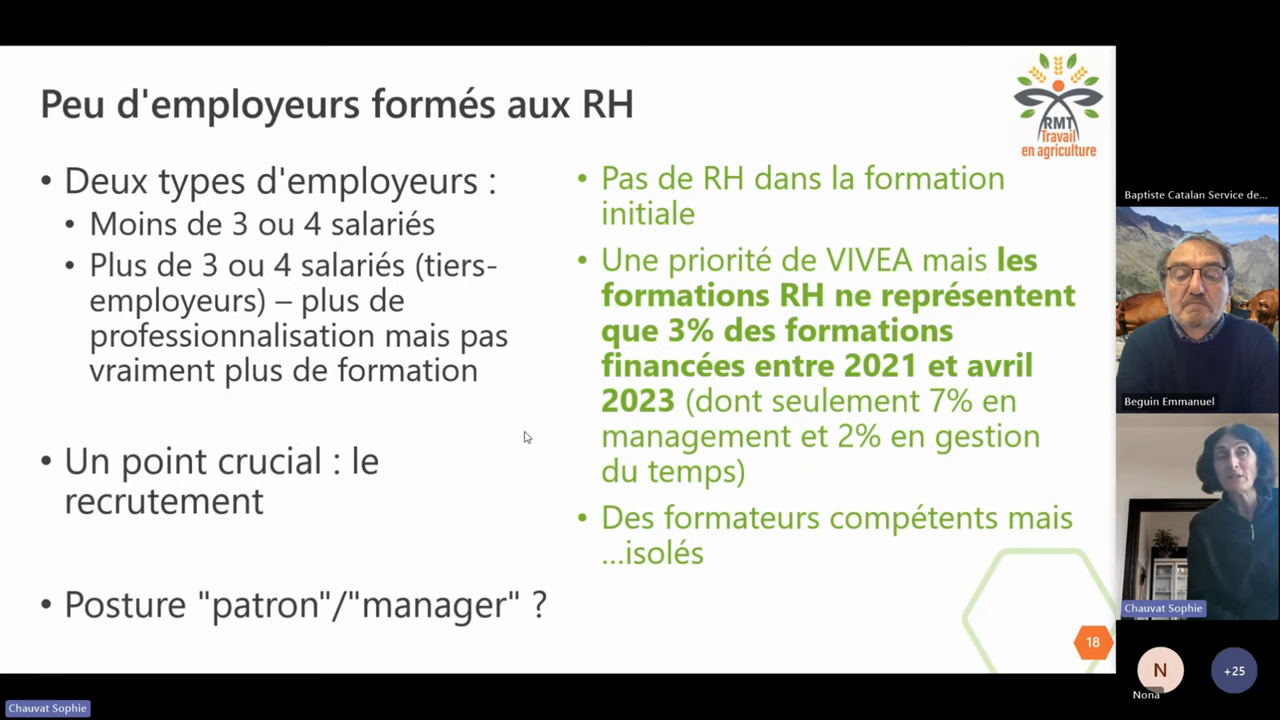 Peu d'employeurs formés aux RH
RMT
Travail
en agriculture
• Deux types d'employeurs :
• Moins de 3 ou 4 salariés
• Plus de 3 ou 4 salariés (tiers-
employeurs) – plus de
professionnalisation mais pas
vraiment plus de formation
• Un point crucial : le
recrutement
• Posture "patron"/"manager" ?
• Pas de RH dans la formation
initiale
• Une priorité de VIVEA mais les
formations RH ne représentent
que 3% des formations
financées entre 2021 et avril
2023 (dont seulement 7% en
management et 2% en gestion
du temps)
• Des formateurs compétents mais
...isolés
18
Baptiste Catalan Service de...
Beguin Emmanuel
Chauvat Sophie
N
Nona
+25
Chauvat Sophie